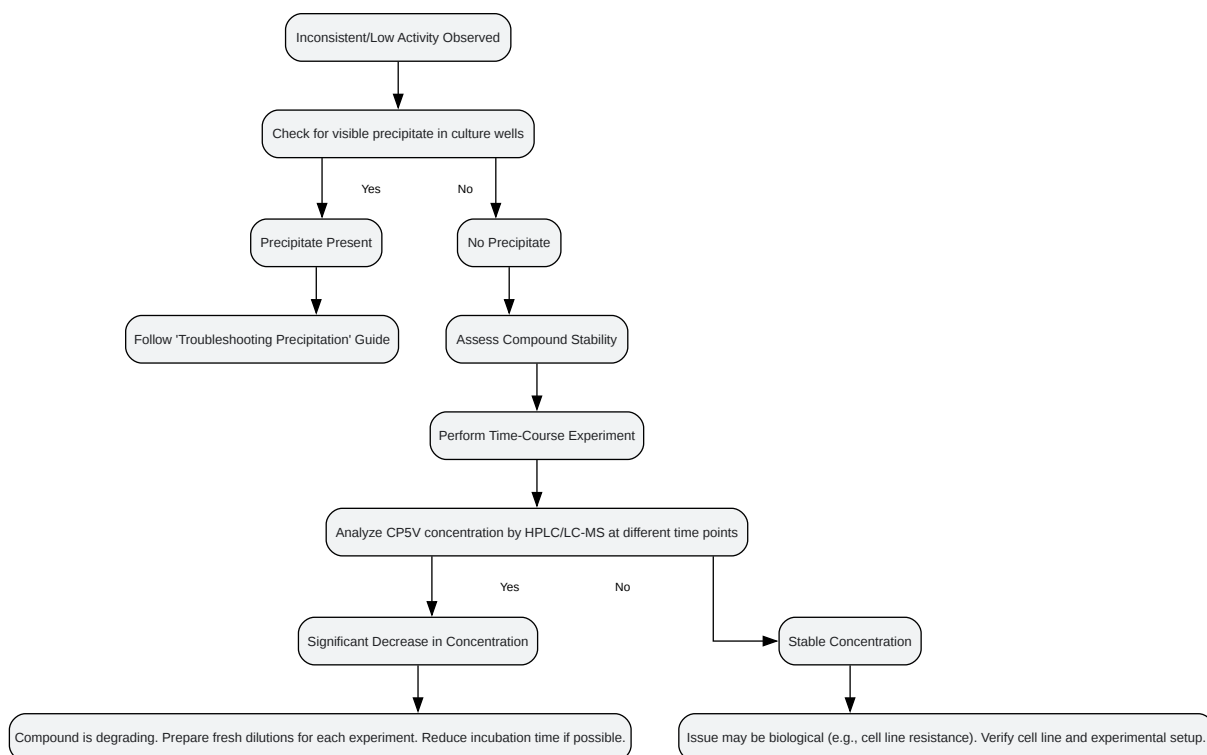 Inconsistent/Low Activity Observed
Check for visible precipitate in culture wells
Yes
No
Precipitate Present
No Precipitate
Follow 'Troubleshooting Precipitation' Guide
Assess Compound Stability
Perform Time-Course Experiment
Analyze CP5V concentration by HPLC/LC-MS at different time points
Yes
No
Significant Decrease in Concentration
Stable Concentration
Compound is degrading. Prepare fresh dilutions for each experiment. Reduce incubation time if possible.
Issue may be biological (e.g., cell line resistance). Verify cell line and experimental setup.